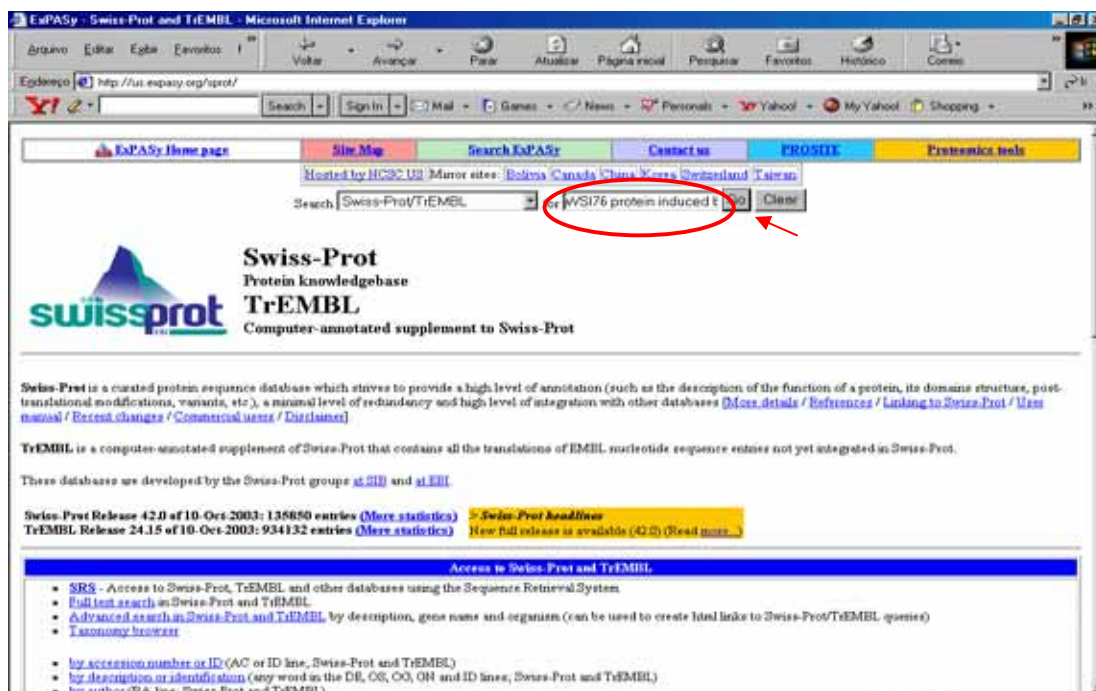 ExPASy - Swiss-Prot and TrEMBL - Microsoft Internet Explorer
Arquivo Editar Exibir Favoritos
Voltar Avançar Parar Atualizar Página inicial Pesquisar Favoritos Histórico Correio
Endereço http://us.expasy.org/sprot/
Y! Search Sign In Mail Games News Personals Yahoo! My Yahoo! Shopping
ExPASy Home page Site Map Search ExPASy Contact us PROSITE Proteomics tools
Hosted by NCSC US Mirror sites: Bolivia Canada China Korea Switzerland Taiwan
Search Swiss-Prot/TrEMBL for WSI76 protein induced t Go Clear
Swiss-Prot
Protein knowledgebase
TrEMBL
Computer-annotated supplement to Swiss-Prot
swissprot
Swiss-Prot is a curated protein sequence database which strives to provide a high level of annotation (such as the description of the function of a protein, its domains structure, post-
translational modifications, variants, etc.), a minimal level of redundancy and high level of integration with other databases [More details / References / Linking to Swiss-Prot / User
manual / Recent changes / Commercial users / Disclaimer]
TrEMBL is a computer-annotated supplement of Swiss-Prot that contains all the translations of EMBL nucleotide sequence entries not yet integrated in Swiss-Prot.
These databases are developed by the Swiss-Prot groups at SIB and at EBI.
Swiss-Prot Release 42.0 of 10-Oct-2003: 135850 entries (More statistics)
TrEMBL Release 24.15 of 10-Oct-2003: 934132 entries (More statistics)
> Swiss-Prot headlines
New full release is available (42.0) (Read more...)
Access to Swiss-Prot and TrEMBL
SRS - Access to Swiss-Prot, TrEMBL and other databases using the Sequence Retrieval System
Full text search in Swiss-Prot and TrEMBL
Advanced search in Swiss-Prot and TrEMBL by description, gene name and organism (can be used to create html links to Swiss-Prot/TrEMBL queries)
Taxonomy browser
by accession number or ID (AC or ID line, Swiss-Prot and TrEMBL)
by description or identification (any word in the DE, OS, OG, GN and ID lines, Swiss-Prot and TrEMBL)
by author (RA line, Swiss-Prot and TrEMBL)